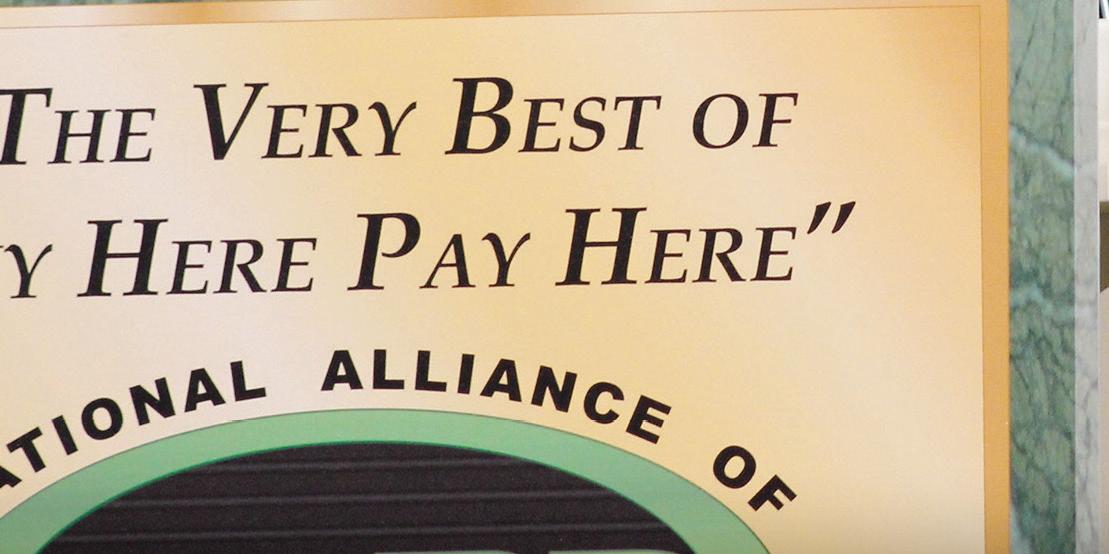 THE VERY BEST OF
Y HERE PAY HERE”
ATIONAL ALLIANCE OF